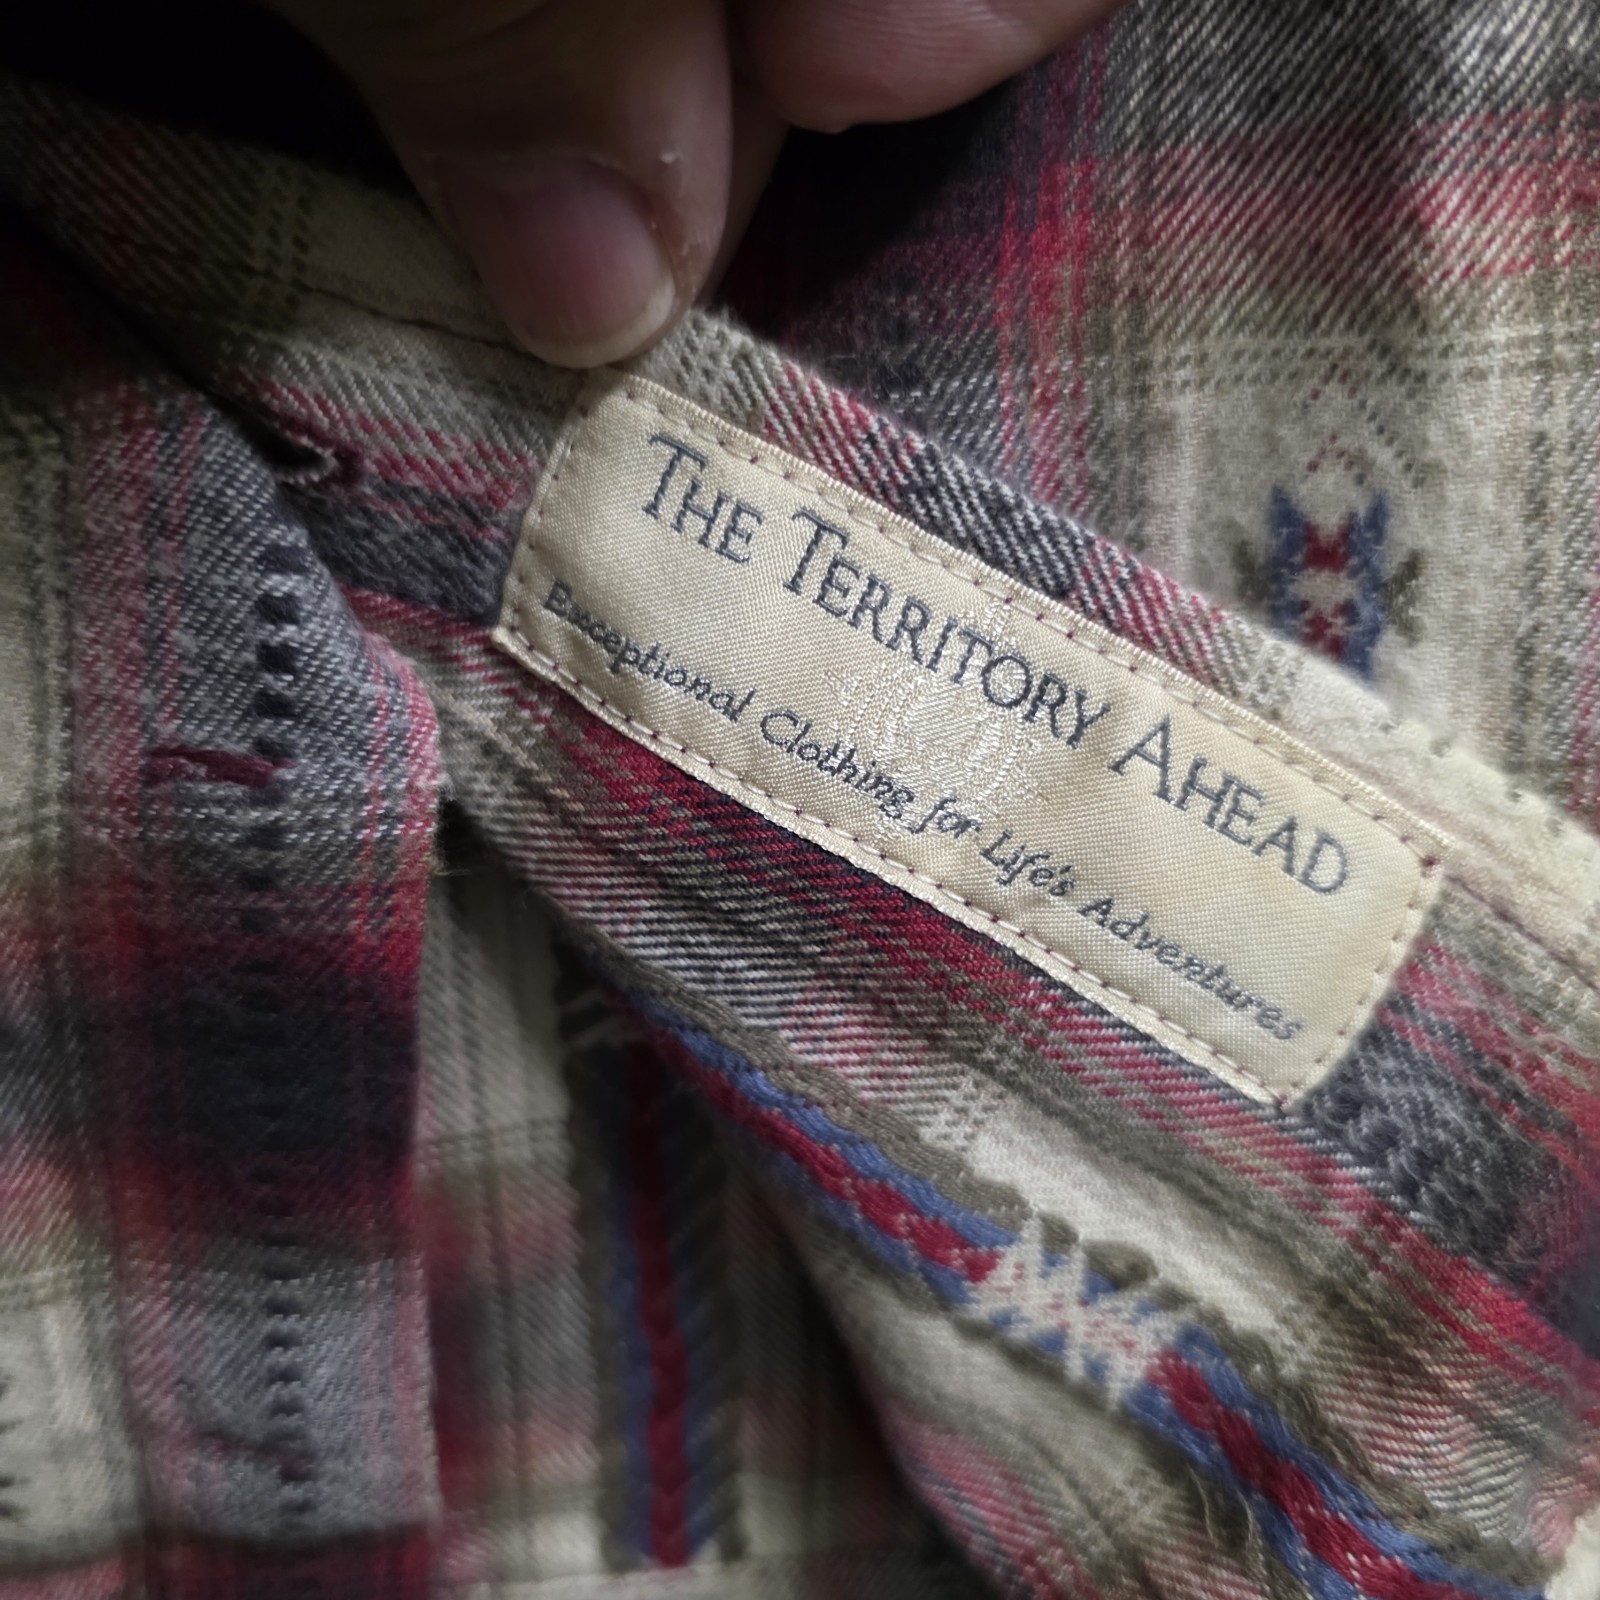 THE TERRITORY AHEAD
Exceptional Clothing for Life's Adventures